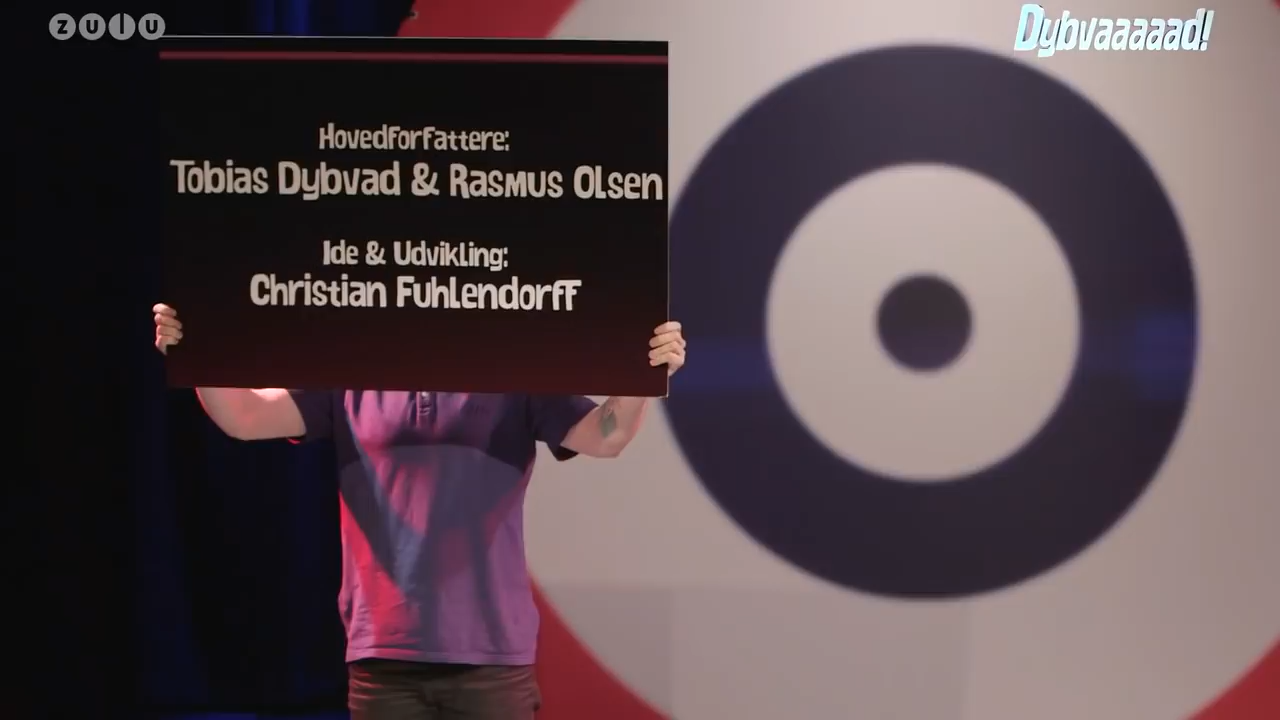 ZULU
Dybvaaaaad!
Hovedforfattere:
Tobias Dybvad & Rasmus Olsen
Ide & Udvikling:
Christian Fuhlendorff